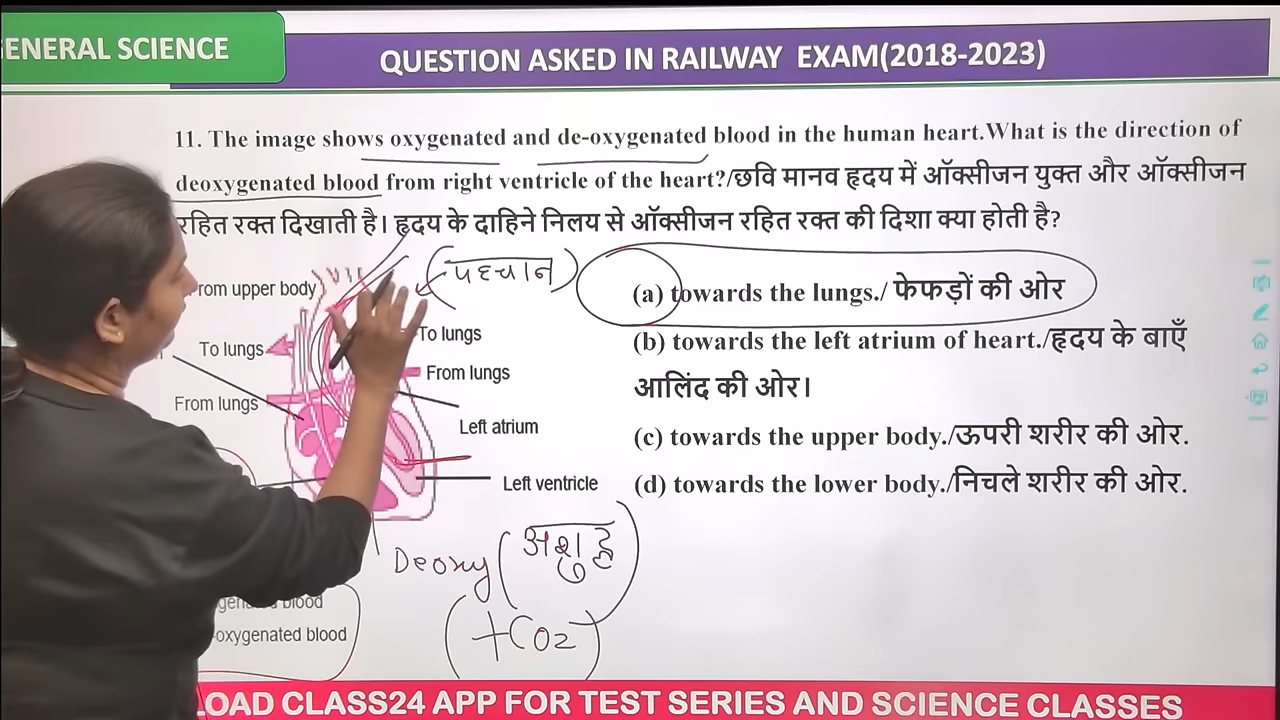 ENERAL SCIENCE
QUESTION ASKED IN RAILWAY EXAM(2018-2023)
11. The image shows oxygenated and de-oxygenated blood in the human heart.What is the direction of
deoxygenated blood from right ventricle of the heart?/छवि मानव हृदय में ऑक्सीजन युक्त और ऑक्सीजन
रहित रक्त दिखाती है। हृदय के दाहिने निलय से ऑक्सीजन रहित रक्त की दिशा क्या होती है?
(पहचान)
rom upper body
(a) towards the lungs./ फेफड़ों की ओर
To lungs
To lungs
(b) towards the left atrium of heart./हृदय के बाएँ
आलिंद की ओर।
From lungs
From lungs
Left atrium
(c) towards the upper body./ऊपरी शरीर की ओर.
Left ventricle
(d) towards the lower body./निचले शरीर की ओर.
Deoxy (अशुद्ध)
(+CO2)
blood
oxygenated blood
OAD CLASS24 APP FOR TEST SERIES AND SCIENCE CLASSES